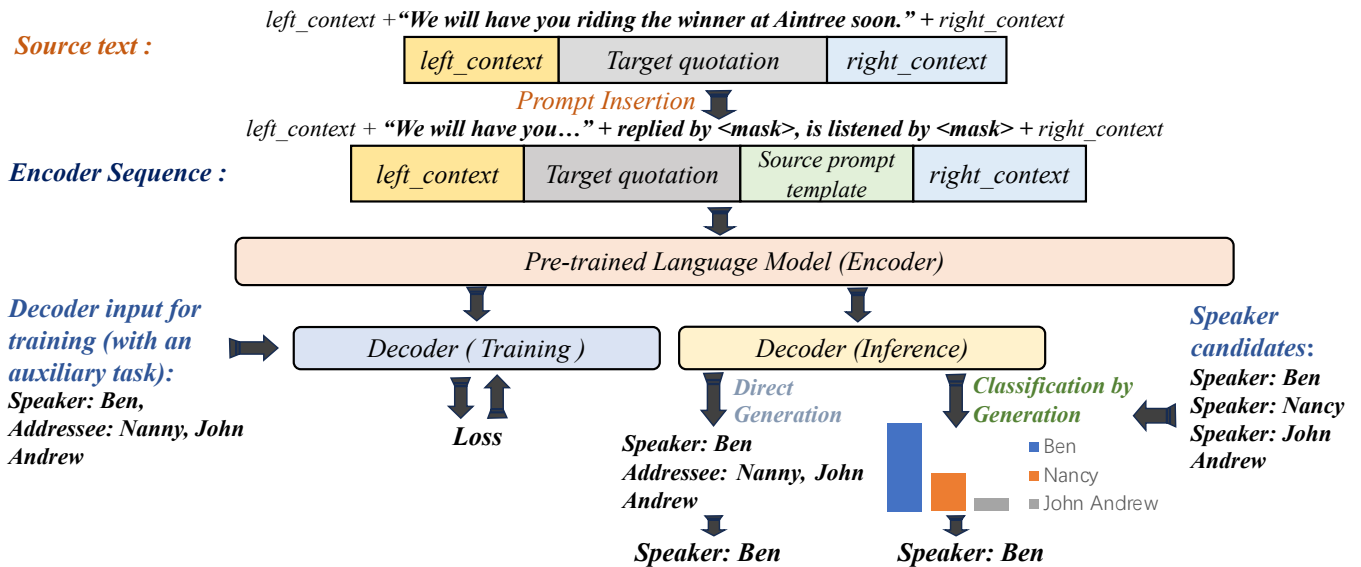 left_context +“We will have you riding the winner at Aintree soon.” + right_context
Source text :
left_context
Target quotation
right_context
Prompt Insertion
left_context + “We will have you…” + replied by <mask>, is listened by <mask> + right_context
Encoder Sequence :
left_context
Target quotation
Source prompt
template
right_context
Pre-trained Language Model (Encoder)
Decoder input for
training (with an
auxiliary task):
Speaker: Ben,
Addressee: Nanny, John
Andrew
Decoder ( Training )
Loss
Decoder (Inference)
Direct
Generation
Speaker: Ben
Addressee: Nanny, John
Andrew
Speaker: Ben
Classification by
Generation
Ben
Nancy
John Andrew
Speaker: Ben
Speaker
candidates:
Speaker: Ben
Speaker: Nancy
Speaker: John
Andrew